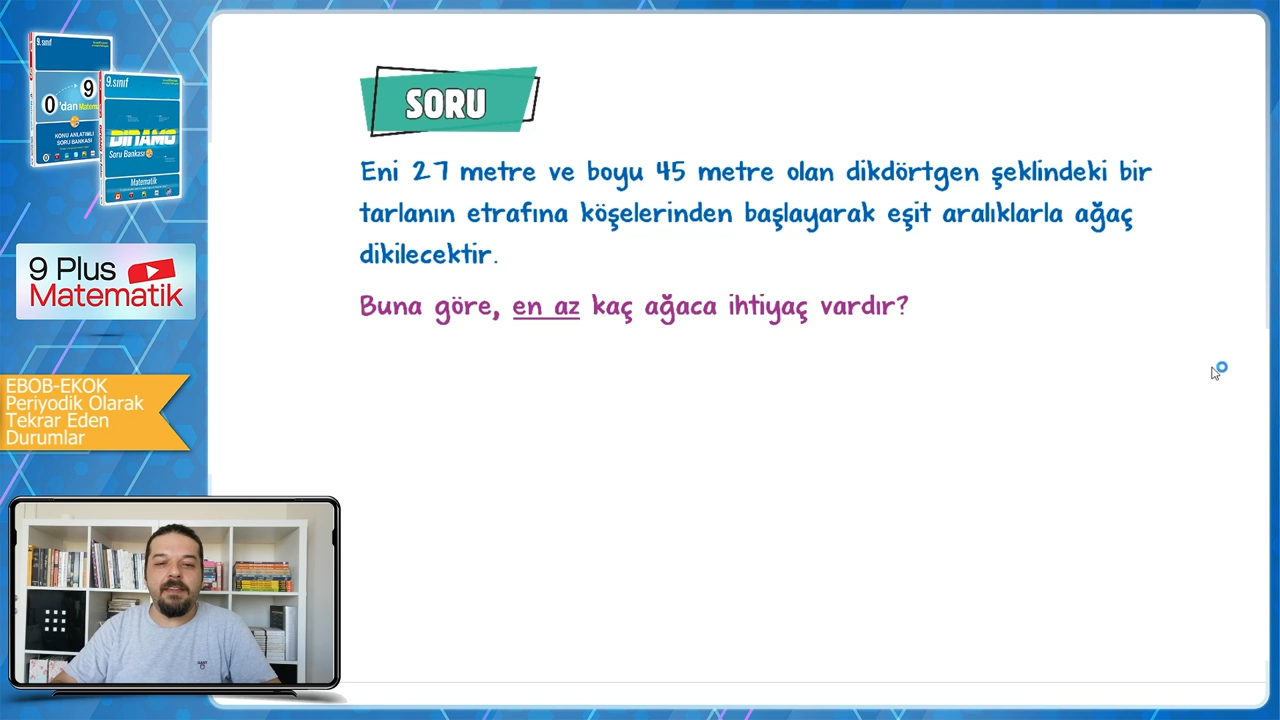 9.sınıf
0'dan Matematik
9
KONU ANLATIMLI
SORU BANKASI
9.sınıf
DİNAMO
Soru Bankası
Matematik
9 Plus
Matematik
EBOB-EKOK
Periyodik Olarak
Tekrar Eden
Durumlar
SORU
Eni 27 metre ve boyu 45 metre olan dikdörtgen şeklindeki bir
tarlanın etrafına köşelerinden başlayarak eşit aralıklarla ağaç
dikilecektir.
Buna göre, en az kaç ağaca ihtiyaç vardır?